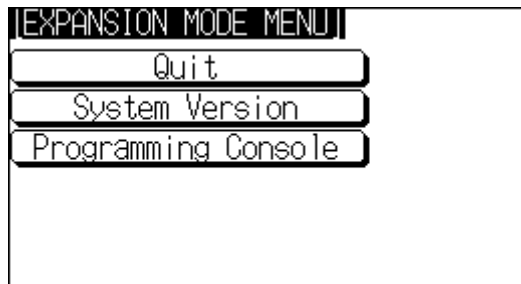 EXPANSION MODE MENU
Quit
System Version
Programming Console